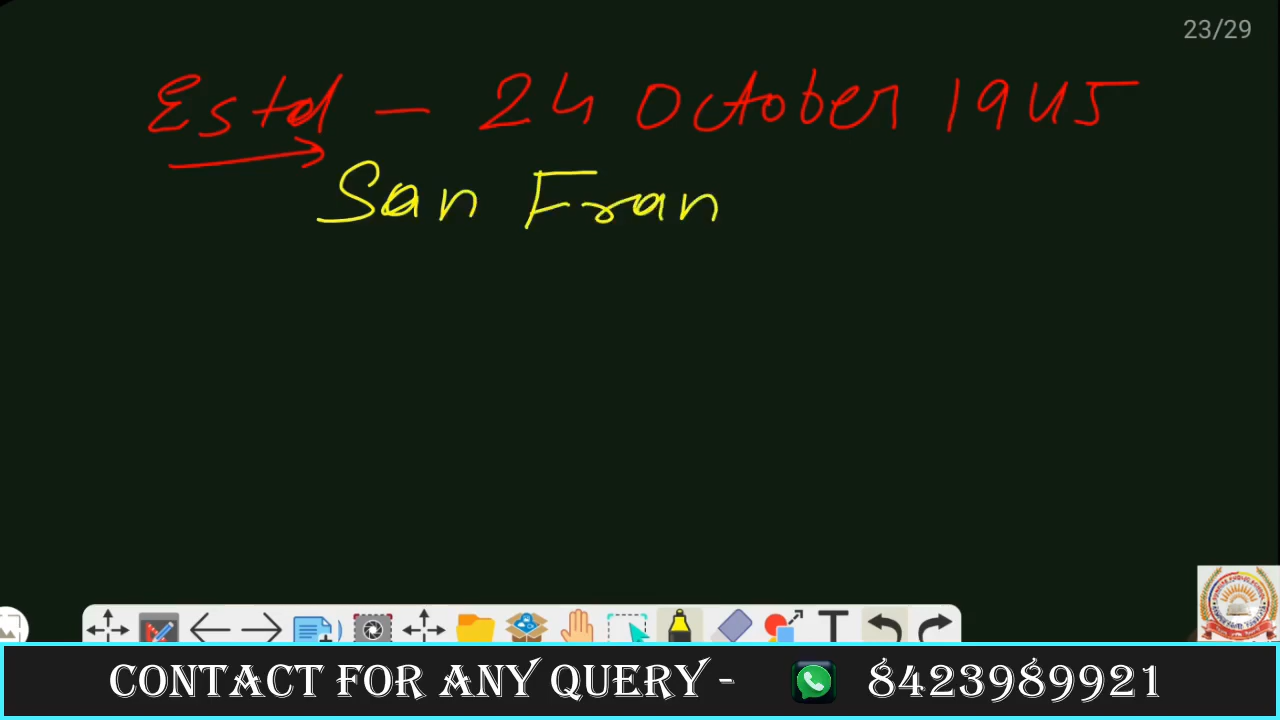 23/29
Estd - 24 October 1945
San Fran
CONTACT FOR ANY QUERY - 8423989921